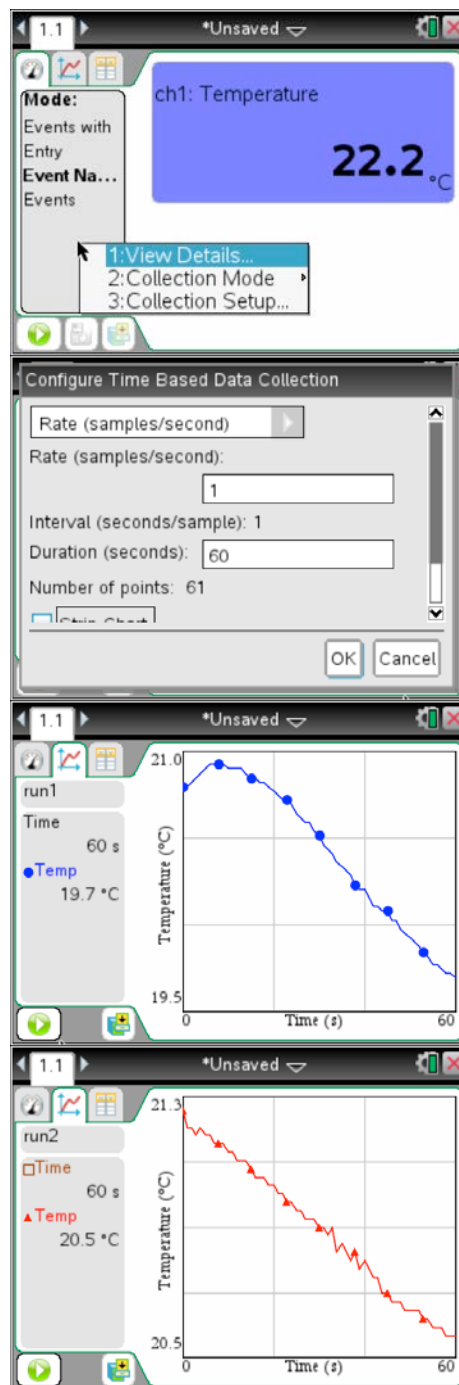 1.1
*Unsaved
Mode:
Events with
Entry
Event Na...
Events
ch1: Temperature
22.2 °C
1:View Details...
2:Collection Mode
3:Collection Setup...
Configure Time Based Data Collection
Rate (samples/second)
Rate (samples/second):
1
Interval (seconds/sample): 1
Duration (seconds): 60
Number of points: 61
Strip Chart
OK Cancel
1.1
*Unsaved
run1
Time
60 s
Temp
19.7 °C
21.0
Temperature (°C)
19.5
0 Time (s) 60
1.1
*Unsaved
run2
Time
60 s
Temp
20.5 °C
21.3
Temperature (°C)
20.5
0 Time (s) 60